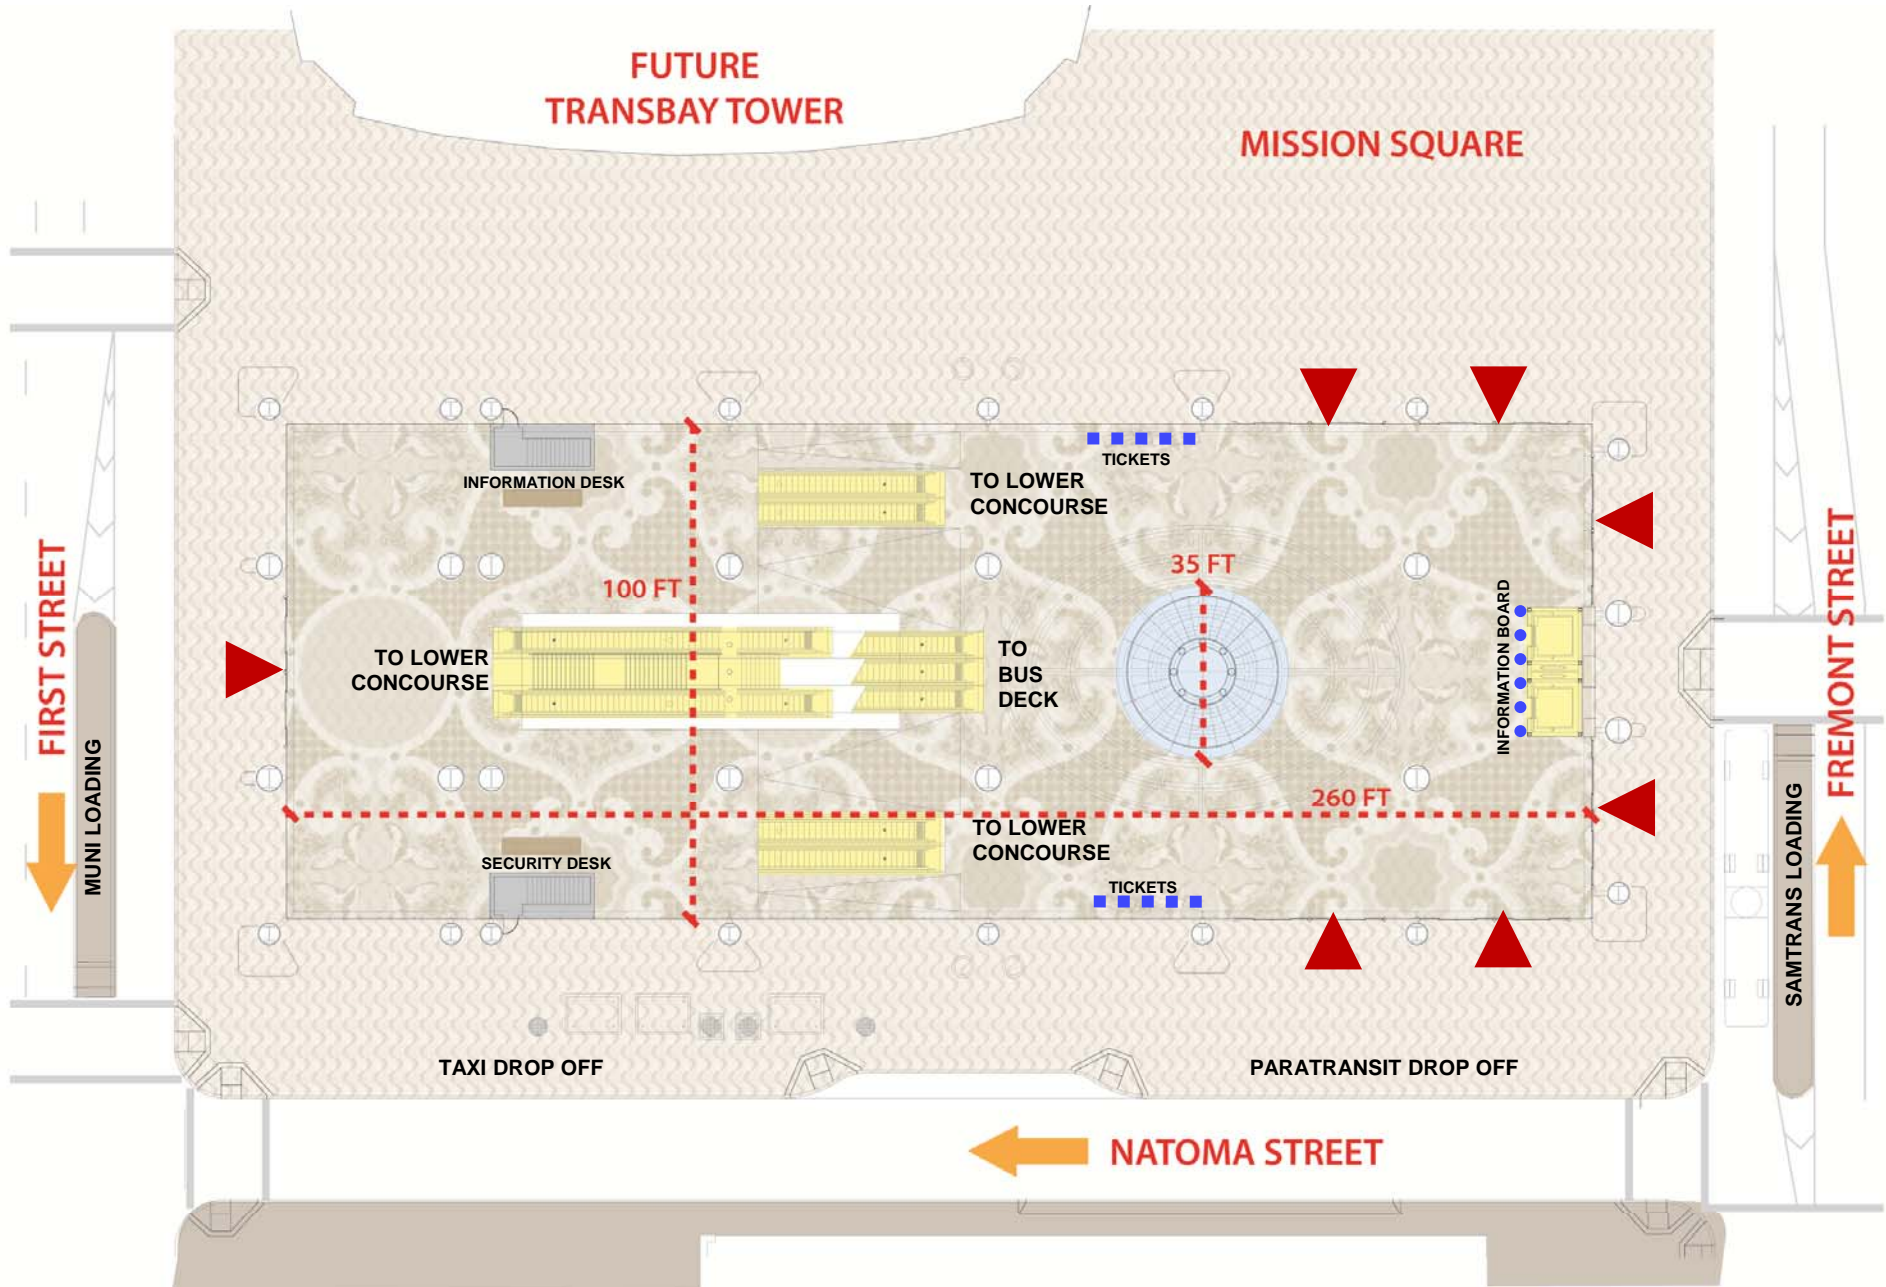 FUTURE
TRANSBAY TOWER
MISSION SQUARE
INFORMATION DESK
TO LOWER
CONCOURSE
TICKETS
100 FT
35 FT
TO LOWER
CONCOURSE
TO
BUS
DECK
INFORMATION BOARD
FIRST STREET
MUNI LOADING
FREMONT STREET
SAMTRANS LOADING
260 FT
TO LOWER
CONCOURSE
SECURITY DESK
TICKETS
TAXI DROP OFF
PARATRANSIT DROP OFF
NATOMA STREET